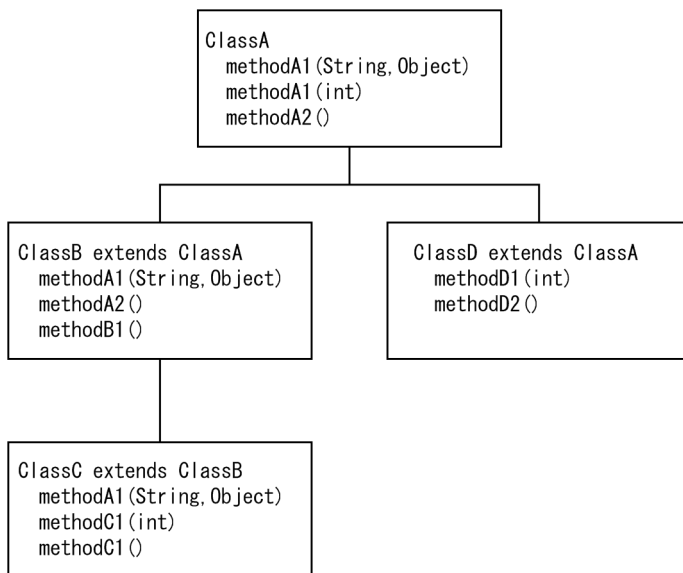 ClassA
methodA1(String,Object)
methodA1(int)
methodA2()
ClassB extends ClassA
methodA1(String,Object)
methodA2()
methodB1()
ClassD extends ClassA
methodD1(int)
methodD2()
ClassC extends ClassB
methodA1(String,Object)
methodC1(int)
methodC1()